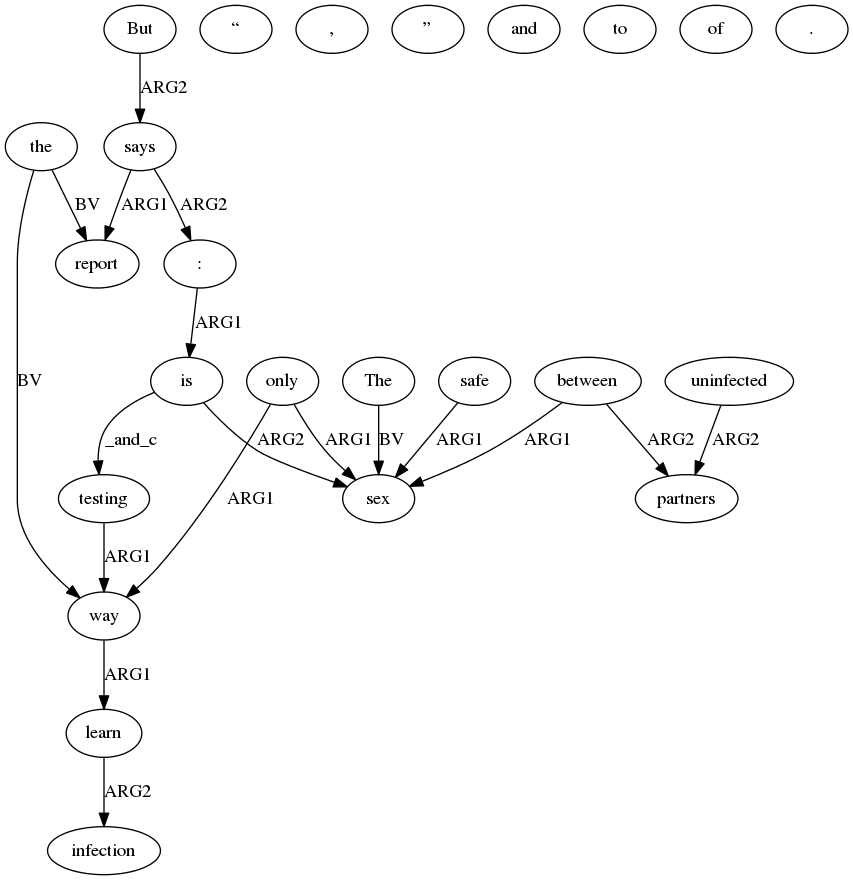 But “ , ” and to of .
ARG2
the says
BV ARG1 ARG2
report :
ARG1
BV is only The safe between uninfected
_and_c ARG2 ARG1 BV ARG1 ARG1 ARG2 ARG2
testing ARG1 sex partners
ARG1
way
ARG1
learn
ARG2
infection